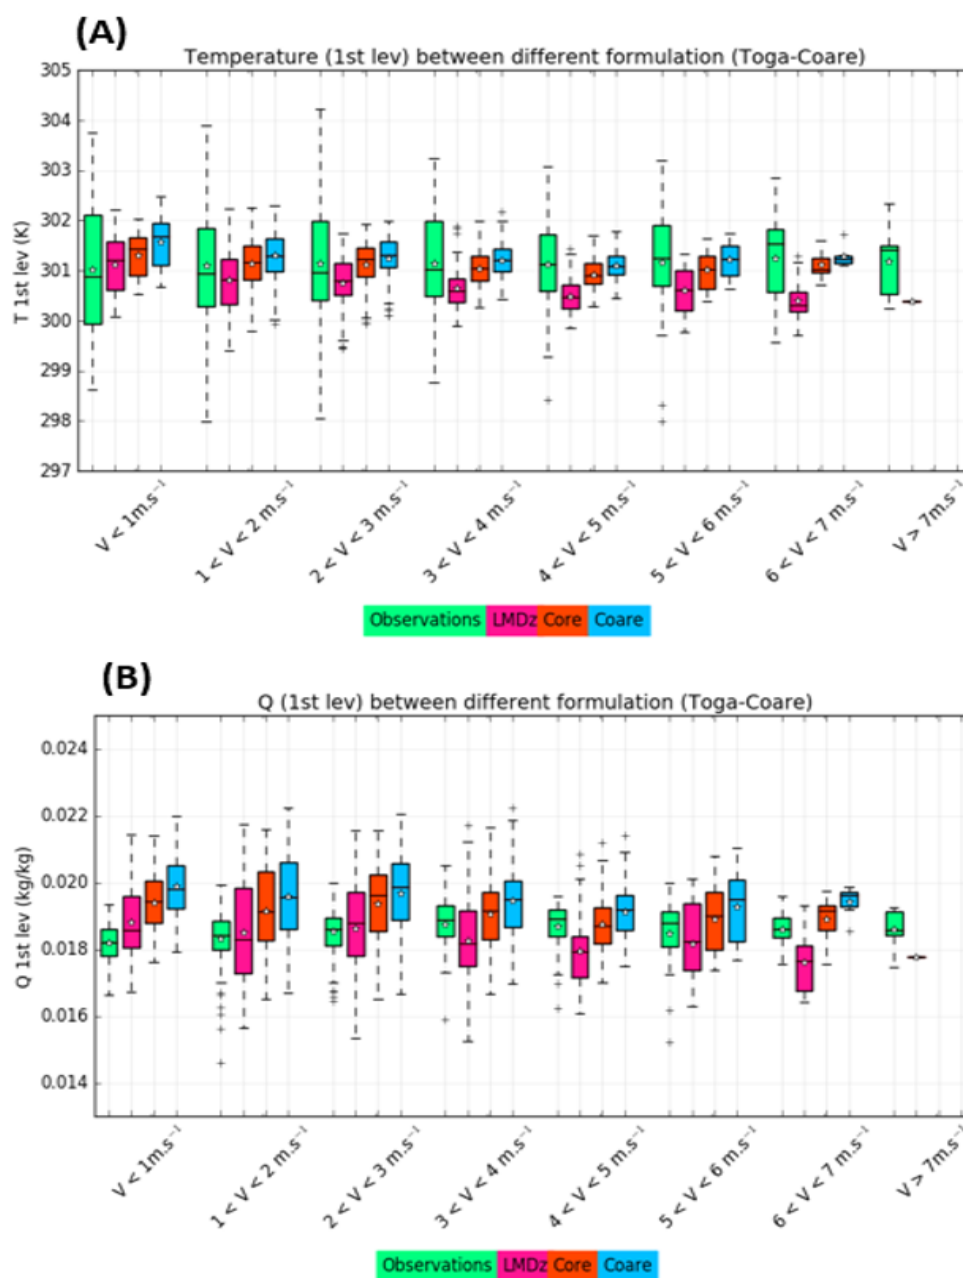 (A)
Temperature (1st lev) between different formulation (Toga-Coare)
305
304
303
302
301
300
299
298
297
T 1st lev (K)
V < 1m.s⁻¹
1 < V < 2 m.s⁻¹
2 < V < 3 m.s⁻¹
3 < V < 4 m.s⁻¹
4 < V < 5 m.s⁻¹
5 < V < 6 m.s⁻¹
6 < V < 7 m.s⁻¹
V > 7m.s⁻¹
Observations LMDz Core Coare
(B)
Q (1st lev) between different formulation (Toga-Coare)
0.024
0.022
0.020
0.018
0.016
0.014
Q 1st lev (kg/kg)
V < 1m.s⁻¹
1 < V < 2 m.s⁻¹
2 < V < 3 m.s⁻¹
3 < V < 4 m.s⁻¹
4 < V < 5 m.s⁻¹
5 < V < 6 m.s⁻¹
6 < V < 7 m.s⁻¹
V > 7m.s⁻¹
Observations LMDz Core Coare